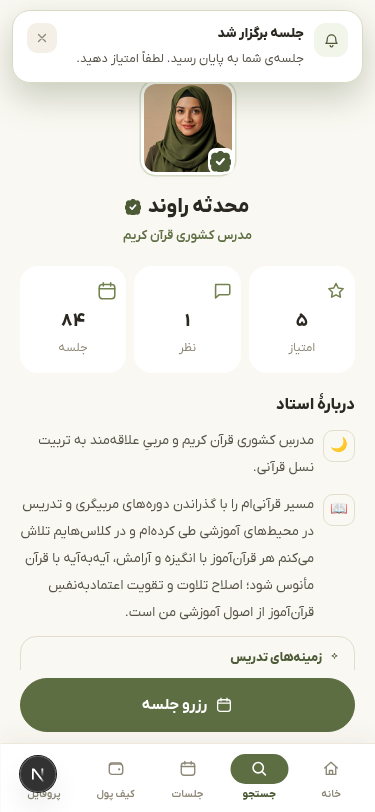 جلسه برگزار شد
جلسه‌ی شما به پایان رسید. لطفاً امتیاز دهید.
محدثه راوند
مدرس کشوری قرآن کریم
۵
امتیاز
۱
نظر
۸۴
جلسه
دربارهٔ استاد
مدرسِ کشوری قرآن کریم و مربیِ علاقه‌مند به تربیت
نسل قرآنی.
مسیر قرآنی‌ام را با گذراندن دوره‌های مربیگری و تدریس
در محیط‌های آموزشی طی کرده‌ام و در کلاس‌هایم تلاش
می‌کنم هر قرآن‌آموز با انگیزه و آرامش، آیه‌به‌آیه با قرآن
مأنوس شود؛ اصلاح تلاوت و تقویت اعتمادبه‌نفسِ
قرآن‌آموز از اصول آموزشی من است.
زمینه‌های تدریس
رزرو جلسه
خانه
جستجو
جلسات
کیف پول
پروفایل
N